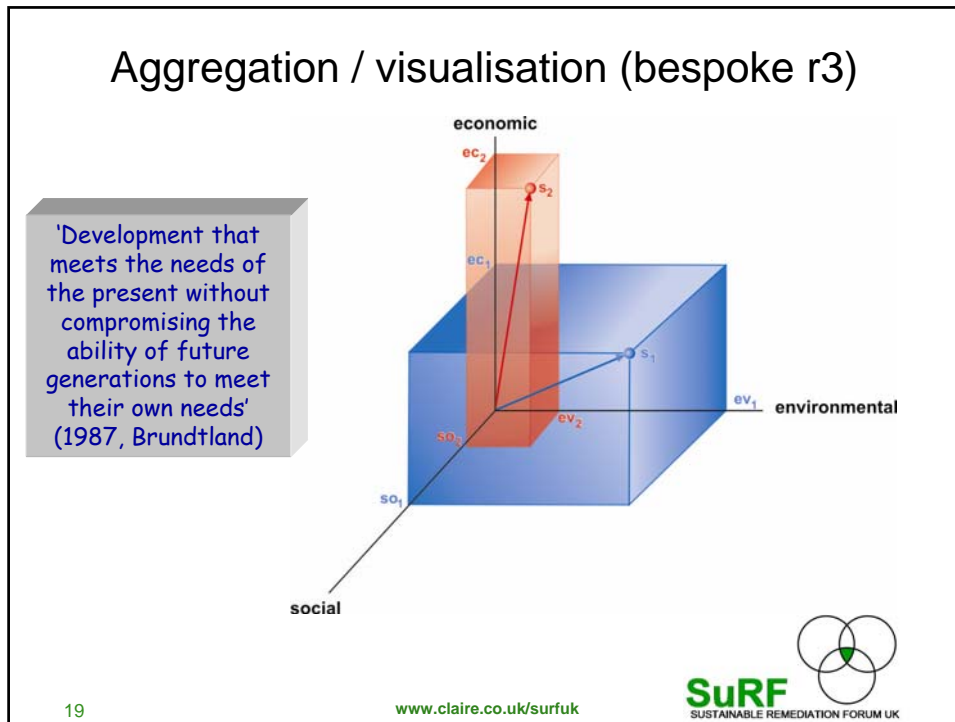 Aggregation / visualisation (bespoke r3)
economic
ec2
s2
'Development that
meets the needs of
the present without
compromising the
ability of future
generations to meet
their own needs'
(1987, Brundtland)
ec1
s1
ev1
environmental
ev2
so2
so1
social
19
www.claire.co.uk/surfuk
SuRF
SUSTAINABLE REMEDIATION FORUM UK